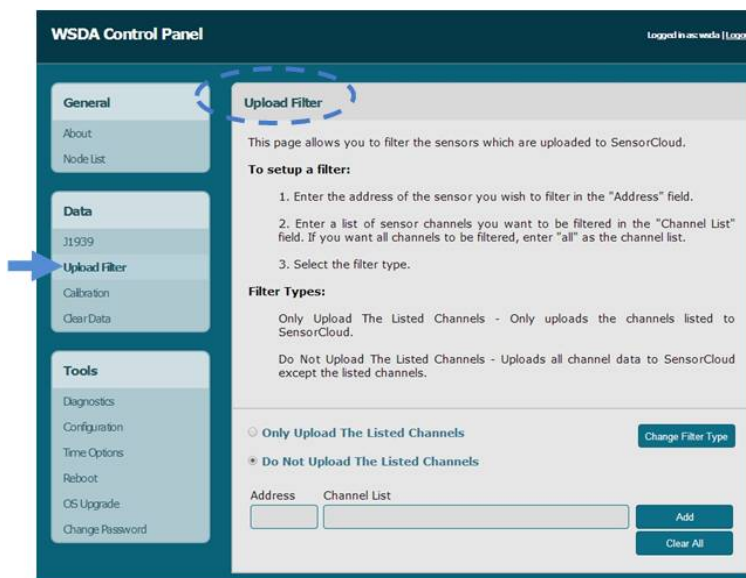 WSDA Control Panel
Logged in as: wsda |
General
About
Node List
Data
J1939
Upload Filter
Calibration
Clear Data
Tools
Diagnostics
Configuration
Time Options
Reboot
OS Upgrade
Change Password
Upload Filter
This page allows you to filter the sensors which are uploaded to SensorCloud.
To setup a filter:
1. Enter the address of the sensor you wish to filter in the "Address" field.
2. Enter a list of sensor channels you want to be filtered in the "Channel List"
field. If you want all channels to be filtered, enter "all" as the channel list.
3. Select the filter type.
Filter Types:
Only Upload The Listed Channels - Only uploads the channels listed to
SensorCloud.
Do Not Upload The Listed Channels - Uploads all channel data to SensorCloud
except the listed channels.
Only Upload The Listed Channels
Change Filter Type
Do Not Upload The Listed Channels
Address Channel List
Add
Clear All